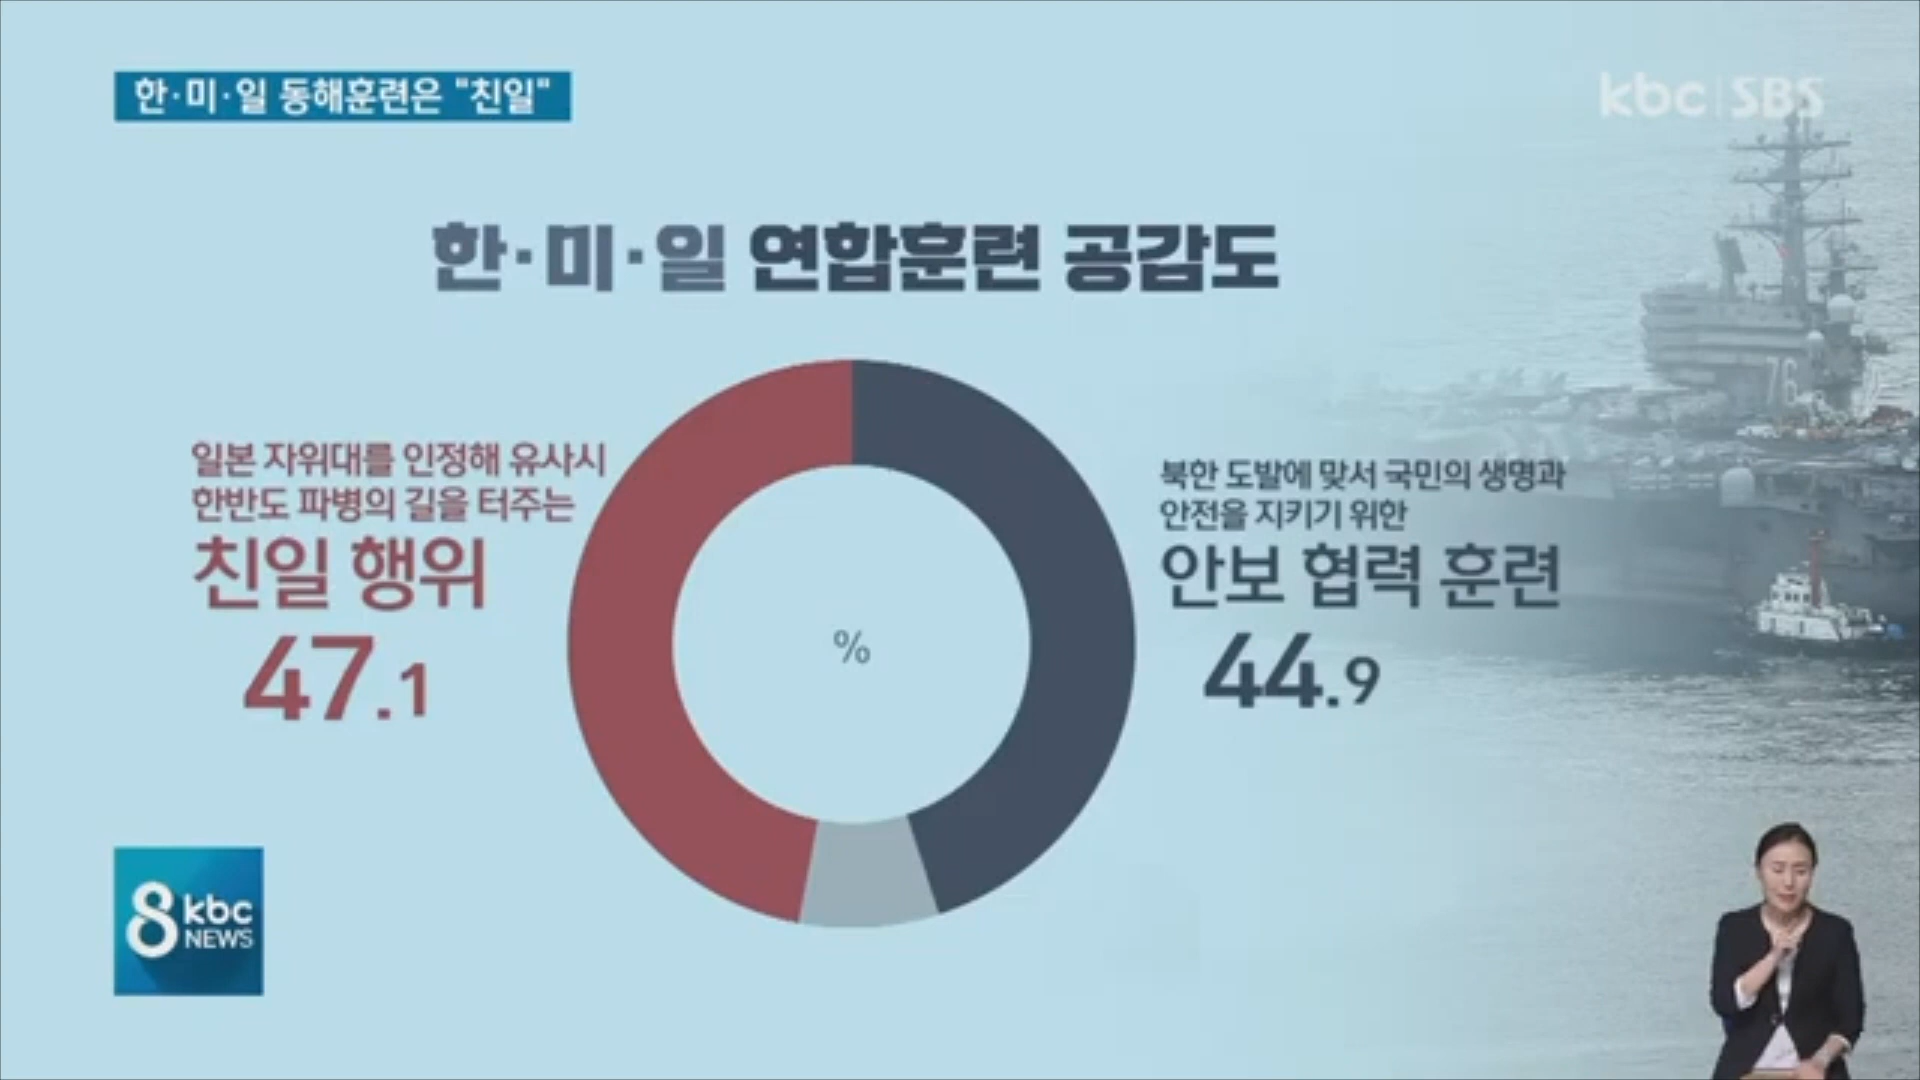 한·미·일 동해훈련은 "친일"
kbc SBS
한·미·일 연합훈련 공감도
일본 자위대를 인정해 유사시
한반도 파병의 길을 터주는
친일 행위
47.1
%
북한 도발에 맞서 국민의 생명과
안전을 지키기 위한
안보 협력 훈련
44.9
76
8 kbc
NEWS